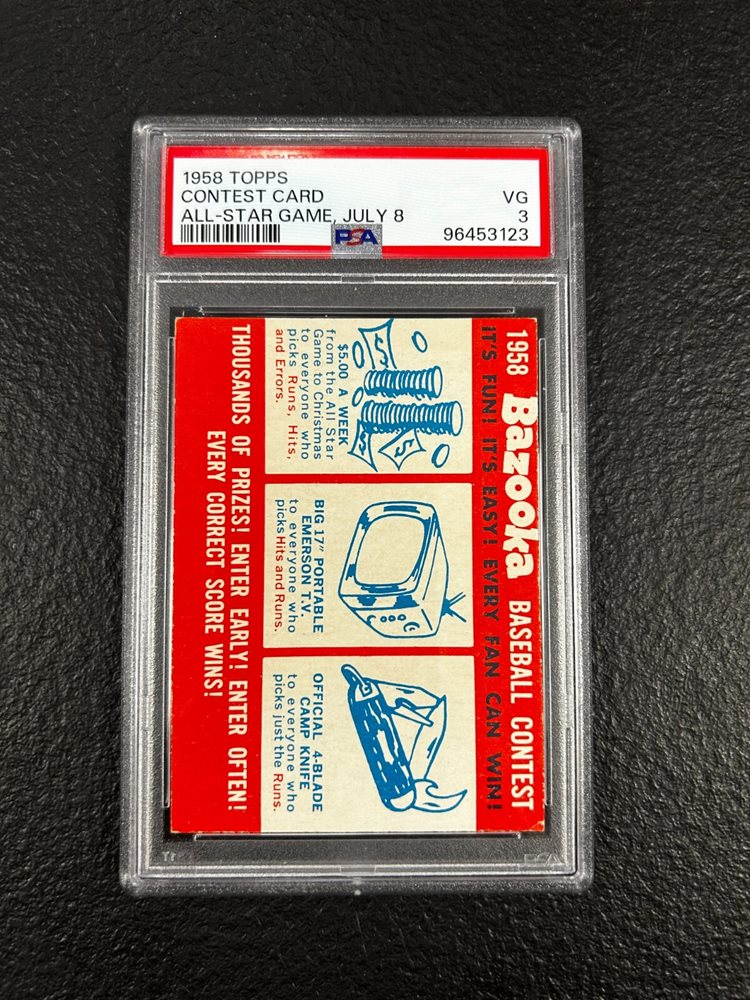 1958 TOPPS
CONTEST CARD VG
ALL-STAR GAME, JULY 8 3
PSA 96453123
1958 Bazooka BASEBALL CONTEST
IT'S FUN! IT'S EASY! EVERY FAN CAN WIN!
$5.00 A WEEK
from the All Star
Game to Christmas
to everyone who
picks Runs, Hits,
and Errors.
BIG 17" PORTABLE
EMERSON T.V.
to everyone who
picks Hits and Runs.
OFFICIAL 4-BLADE
CAMP KNIFE
to everyone who
picks just the Runs.
THOUSANDS OF PRIZES! ENTER EARLY! ENTER OFTEN!
EVERY CORRECT SCORE WINS!
PSA